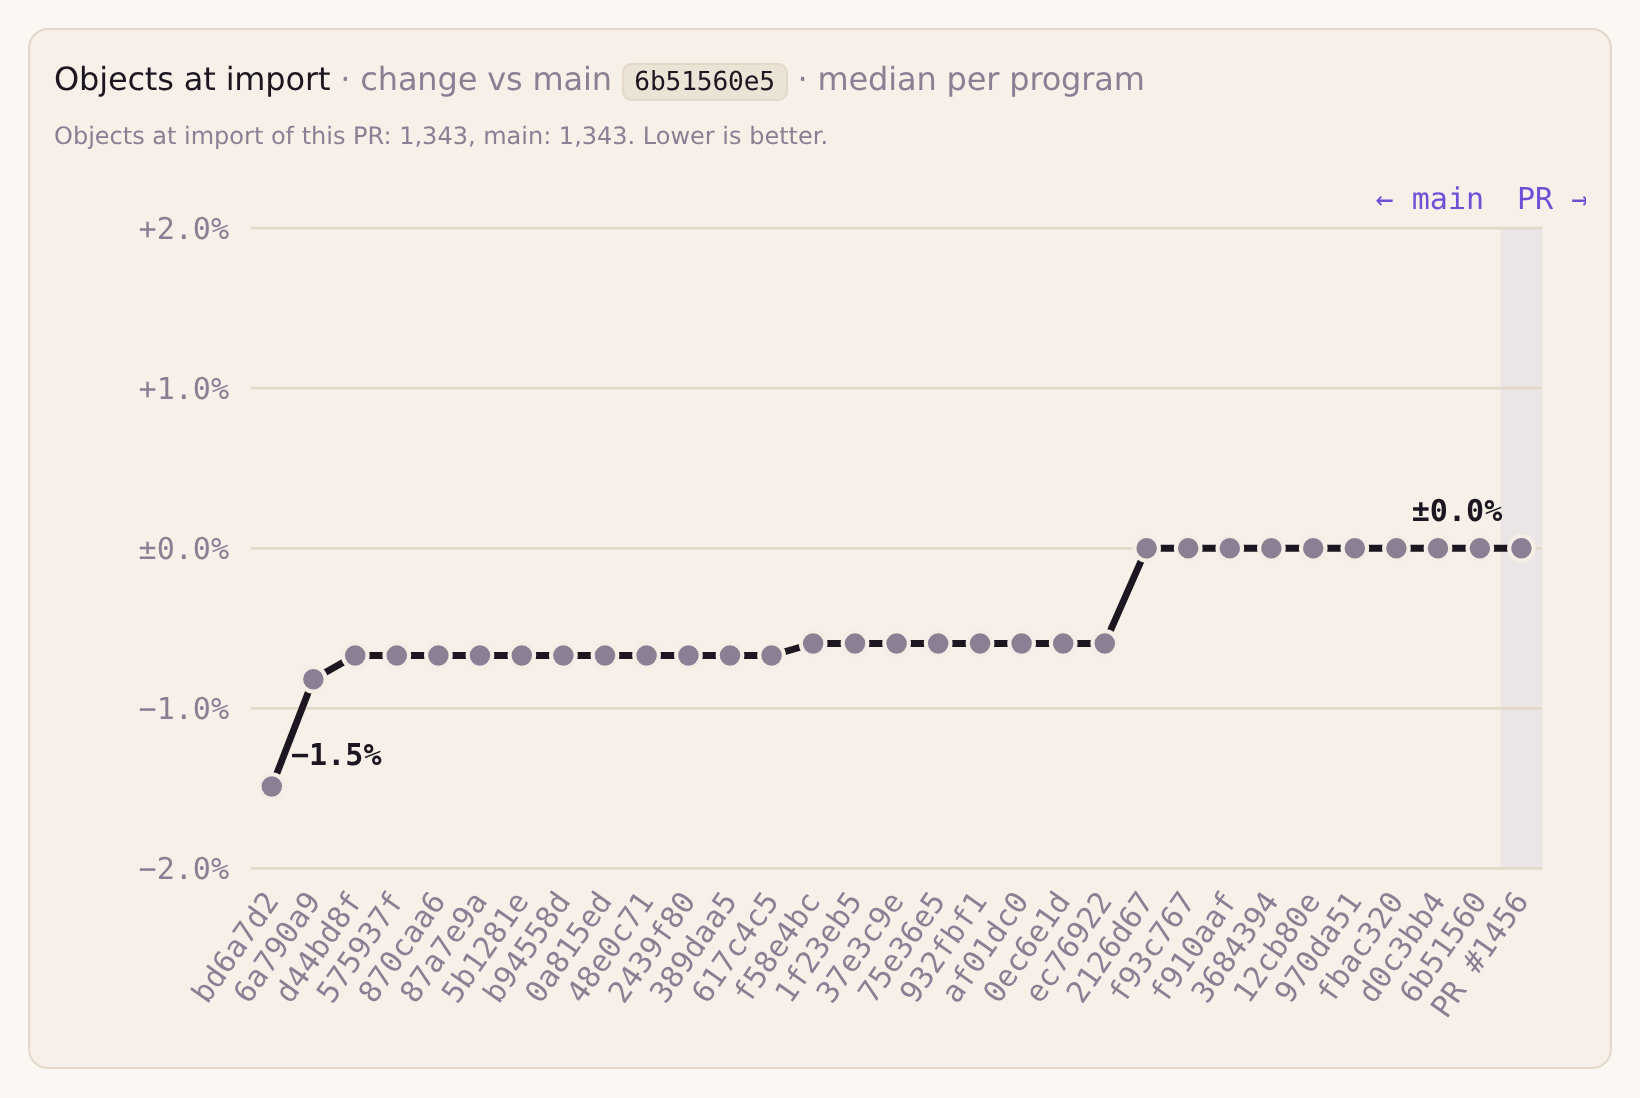 Objects at import · change vs main 6b51560e5 · median per program
Objects at import of this PR: 1,343, main: 1,343. Lower is better.
← main PR →
+2.0%
+1.0%
±0.0%
−1.0%
−2.0%
±0.0%
−1.5%
bd6a7d2
6a790a9
d44bd8f
575937f
870caa6
87a7e9a
5b1281e
b94558d
0a815ed
48e0c71
2439f80
389daa5
617c4c5
f58e4bc
1f23eb5
37e3c9e
75e36e5
932fbf1
af01dc0
0ec6e1d
ec76922
2126d67
f93c767
f910aaf
3684394
12cb80e
970da51
fbac320
d0c3bb4
6b51560
PR #1456